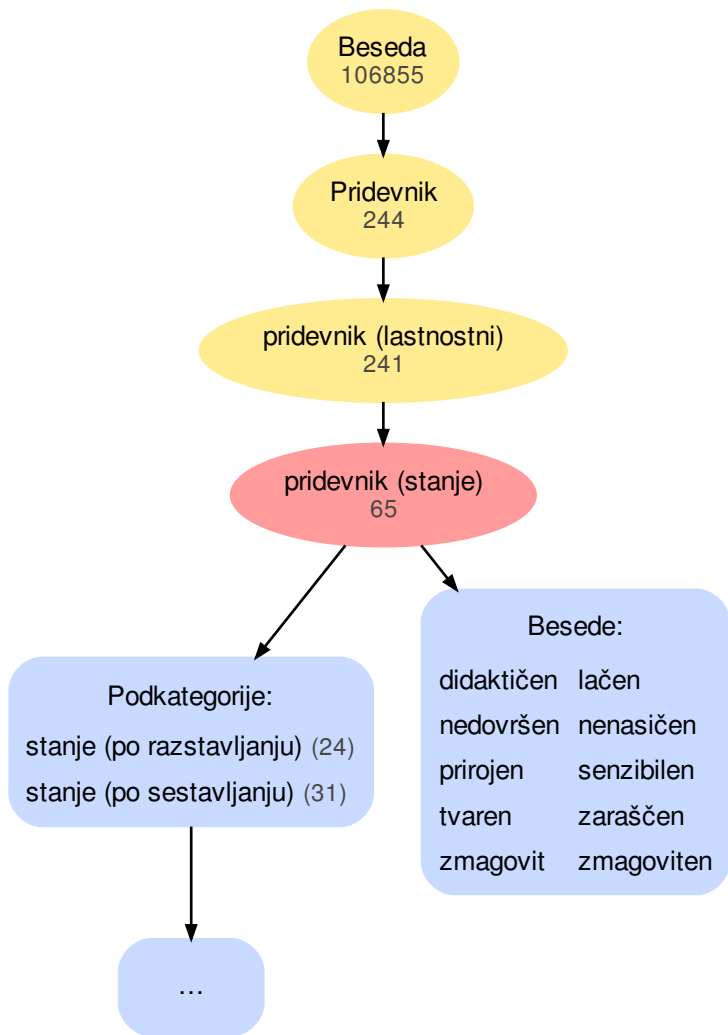 Beseda
106855
Pridevnik
244
pridevnik (lastnostni)
241
pridevnik (stanje)
65
Podkategorije:
stanje (po razstavljanju) (24)
stanje (po sestavljanju) (31)
...
Besede:
didaktičen lačen
nedovršen nenasičen
prirojen senzibilen
tvaren zaraščen
zmagovit zmagoviten